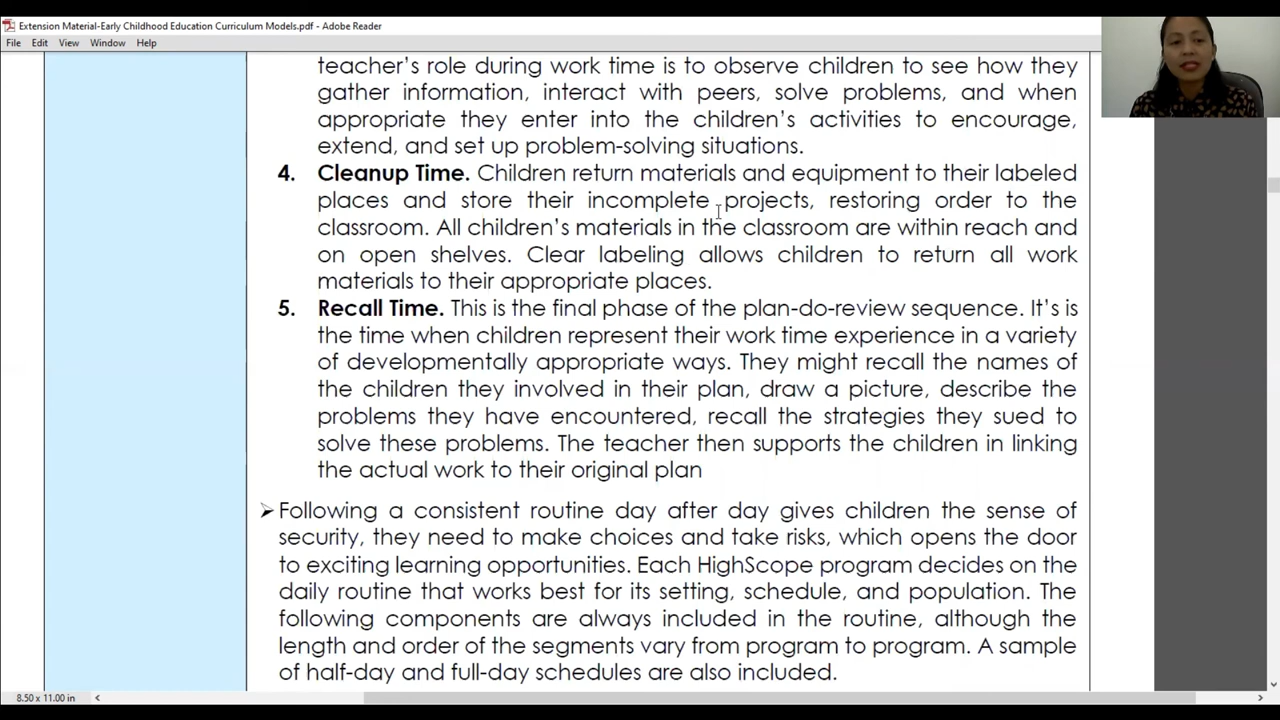 Extension Material-Early Childhood Education Curriculum Models.pdf - Adobe Reader
File Edit View Window Help
teacher's role during work time is to observe children to see how they
gather information, interact with peers, solve problems, and when
appropriate they enter into the children's activities to encourage,
extend, and set up problem-solving situations.
4. Cleanup Time. Children return materials and equipment to their labeled
places and store their incomplete projects, restoring order to the
classroom. All children's materials in the classroom are within reach and
on open shelves. Clear labeling allows children to return all work
materials to their appropriate places.
5. Recall Time. This is the final phase of the plan-do-review sequence. It's is
the time when children represent their work time experience in a variety
of developmentally appropriate ways. They might recall the names of
the children they involved in their plan, draw a picture, describe the
problems they have encountered, recall the strategies they sued to
solve these problems. The teacher then supports the children in linking
the actual work to their original plan
➢ Following a consistent routine day after day gives children the sense of
security, they need to make choices and take risks, which opens the door
to exciting learning opportunities. Each HighScope program decides on the
daily routine that works best for its setting, schedule, and population. The
following components are always included in the routine, although the
length and order of the segments vary from program to program. A sample
of half-day and full-day schedules are also included.
8.50 x 11.00 in